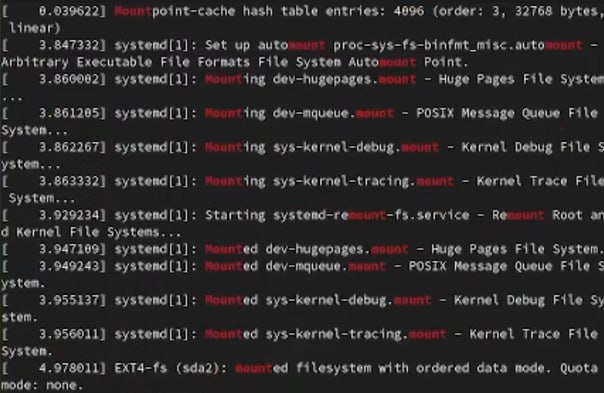 [    0.039622] Mountpoint-cache hash table entries: 4096 (order: 3, 32768 bytes,
 linear)
[    3.847332] systemd[1]: Set up automount proc-sys-fs-binfmt_misc.automount -
Arbitrary Executable File Formats File System Automount Point.
[    3.860002] systemd[1]: Mounting dev-hugepages.mount - Huge Pages File System
...
[    3.861205] systemd[1]: Mounting dev-mqueue.mount - POSIX Message Queue File
System...
[    3.862267] systemd[1]: Mounting sys-kernel-debug.mount - Kernel Debug File S
ystem...
[    3.863332] systemd[1]: Mounting sys-kernel-tracing.mount - Kernel Trace File
 System...
[    3.929234] systemd[1]: Starting systemd-remount-fs.service - Remount Root an
d Kernel File Systems...
[    3.947109] systemd[1]: Mounted dev-hugepages.mount - Huge Pages File System.
[    3.949243] systemd[1]: Mounted dev-mqueue.mount - POSIX Message Queue File S
ystem.
[    3.955137] systemd[1]: Mounted sys-kernel-debug.mount - Kernel Debug File Sy
stem.
[    3.956011] systemd[1]: Mounted sys-kernel-tracing.mount - Kernel Trace File
System.
[    4.978011] EXT4-fs (sda2): mounted filesystem with ordered data mode. Quota
mode: none.